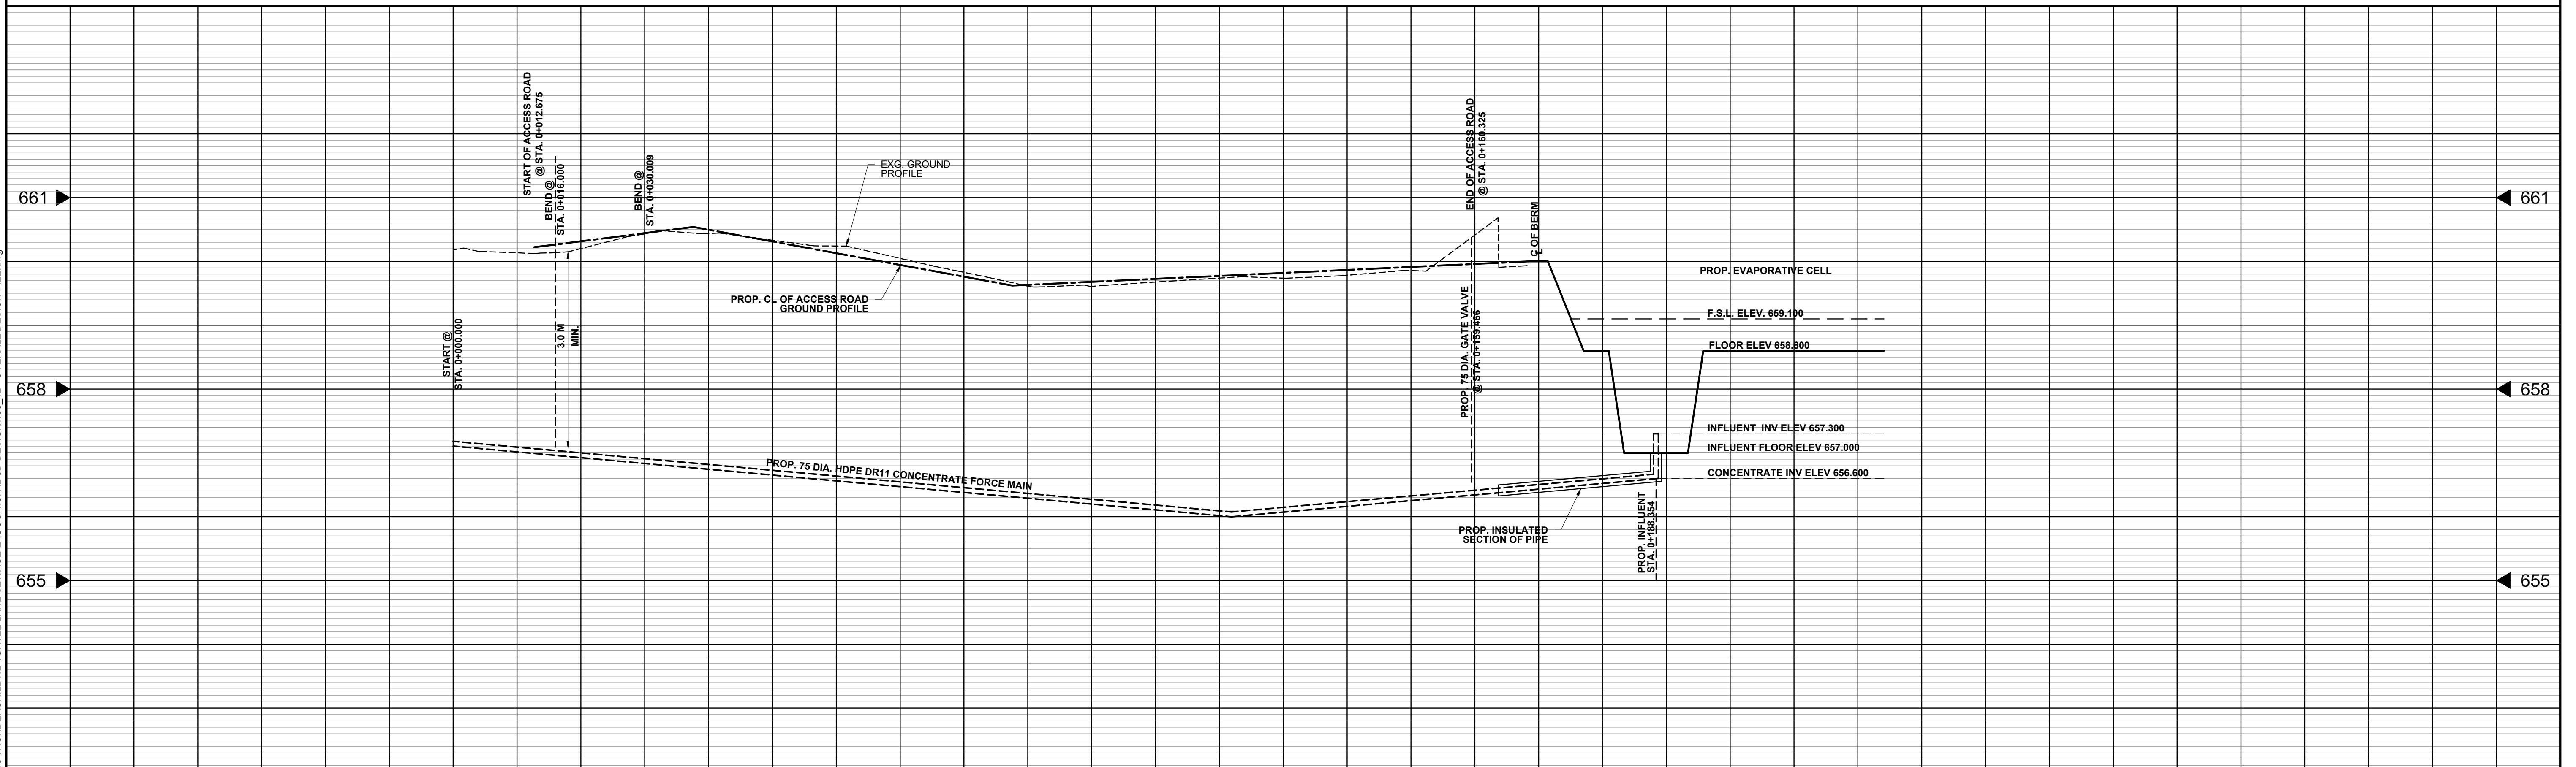 START OF ACCESS ROAD
@ STA. 0+012.675
BEND @
STA. 0+016.000
BEND @
STA. 0+030.009
EXG. GROUND
PROFILE
END OF ACCESS ROAD
@ STA. 0+160.325
661
661
C OF BERM
L
PROP. EVAPORATIVE CELL
PROP. CL OF ACCESS ROAD
GROUND PROFILE
3.0 M
MIN.
START @
STA. 0+000.000
PROP. 75 DIA. GATE VALVE
@ STA. 0+159.466
F.S.L. ELEV. 659.100
FLOOR ELEV 658.600
658
658
INFLUENT INV ELEV 657.300
INFLUENT FLOOR ELEV 657.000
PROP. 75 DIA. HDPE DR11 CONCENTRATE FORCE MAIN
CONCENTRATE INV ELEV 656.600
PROP. INSULATED
SECTION OF PIPE
PROP. INFLUENT
STA. 0+188.354
655
655